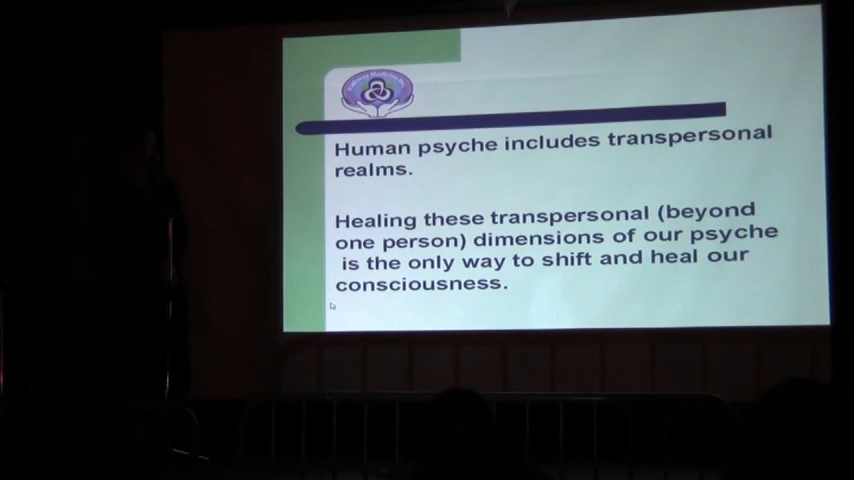 Human psyche includes transpersonal
realms.
Healing these transpersonal (beyond
one person) dimensions of our psyche
is the only way to shift and heal our
consciousness.